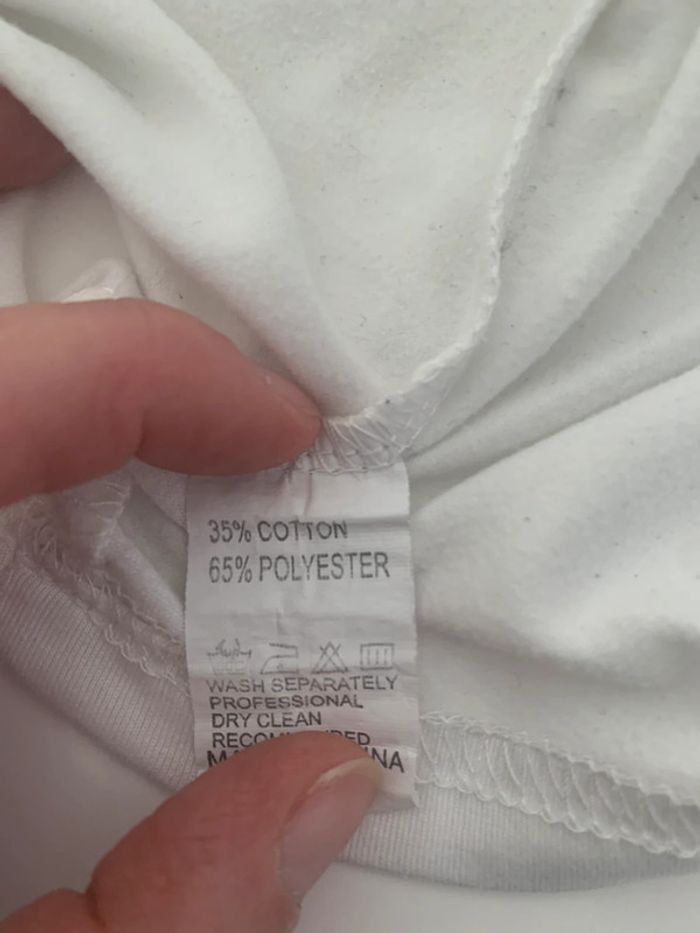 35% COTTON
65% POLYESTER
WASH SEPARATELY
PROFESSIONAL
DRY CLEAN